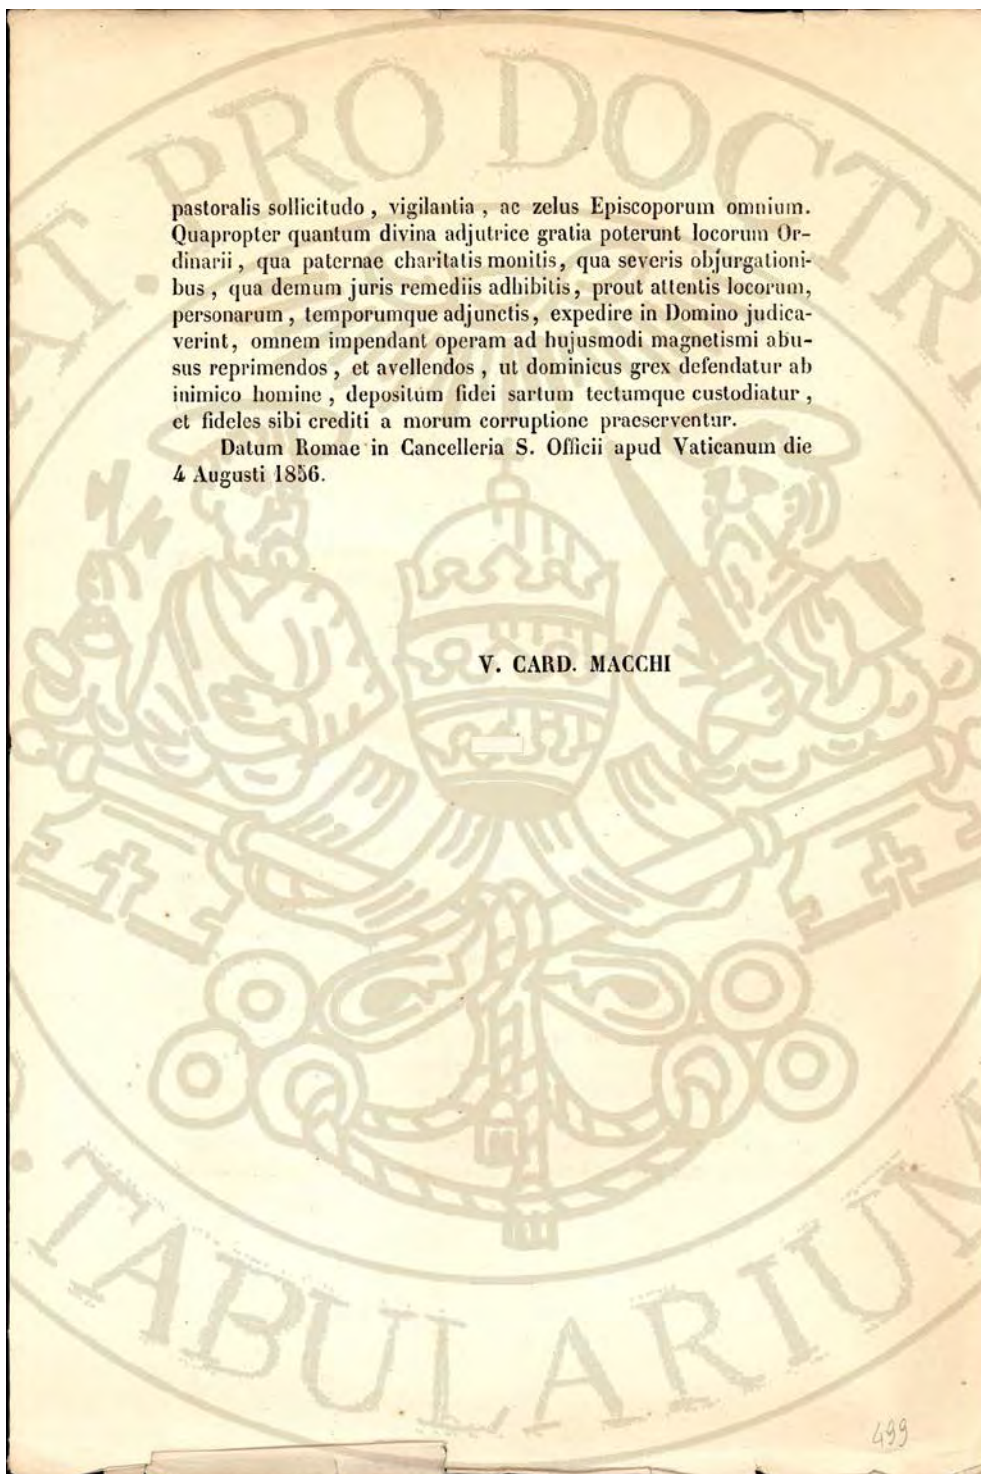 pastoralis sollicitudo , vigilantia , ac zelus Episcoporum omnium.
Quapropter quantum divina adjutrice gratia poterunt locorum Or-
dinarii , qua paternae charitatis monitis, qua severis objurgationi-
bus , qua demum juris remediis adhibitis, prout attentis locorum,
personarum , temporumque adjunctis, expedire in Domino judica-
verint, omnem impendant operam ad hujusmodi magnetismi abu-
sus reprimendos , et avellendos , ut dominicus grex defendatur ab
inimico homine , depositum fidei sartum tectumque custodiatur ,
et fideles sibi crediti a morum corruptione praeserventur.
Datum Romae in Cancelleria S. Officii apud Vaticanum die
4 Augusti 1856.
V. CARD. MACCHI
499
PRO DOCTRI
TABULARIUM